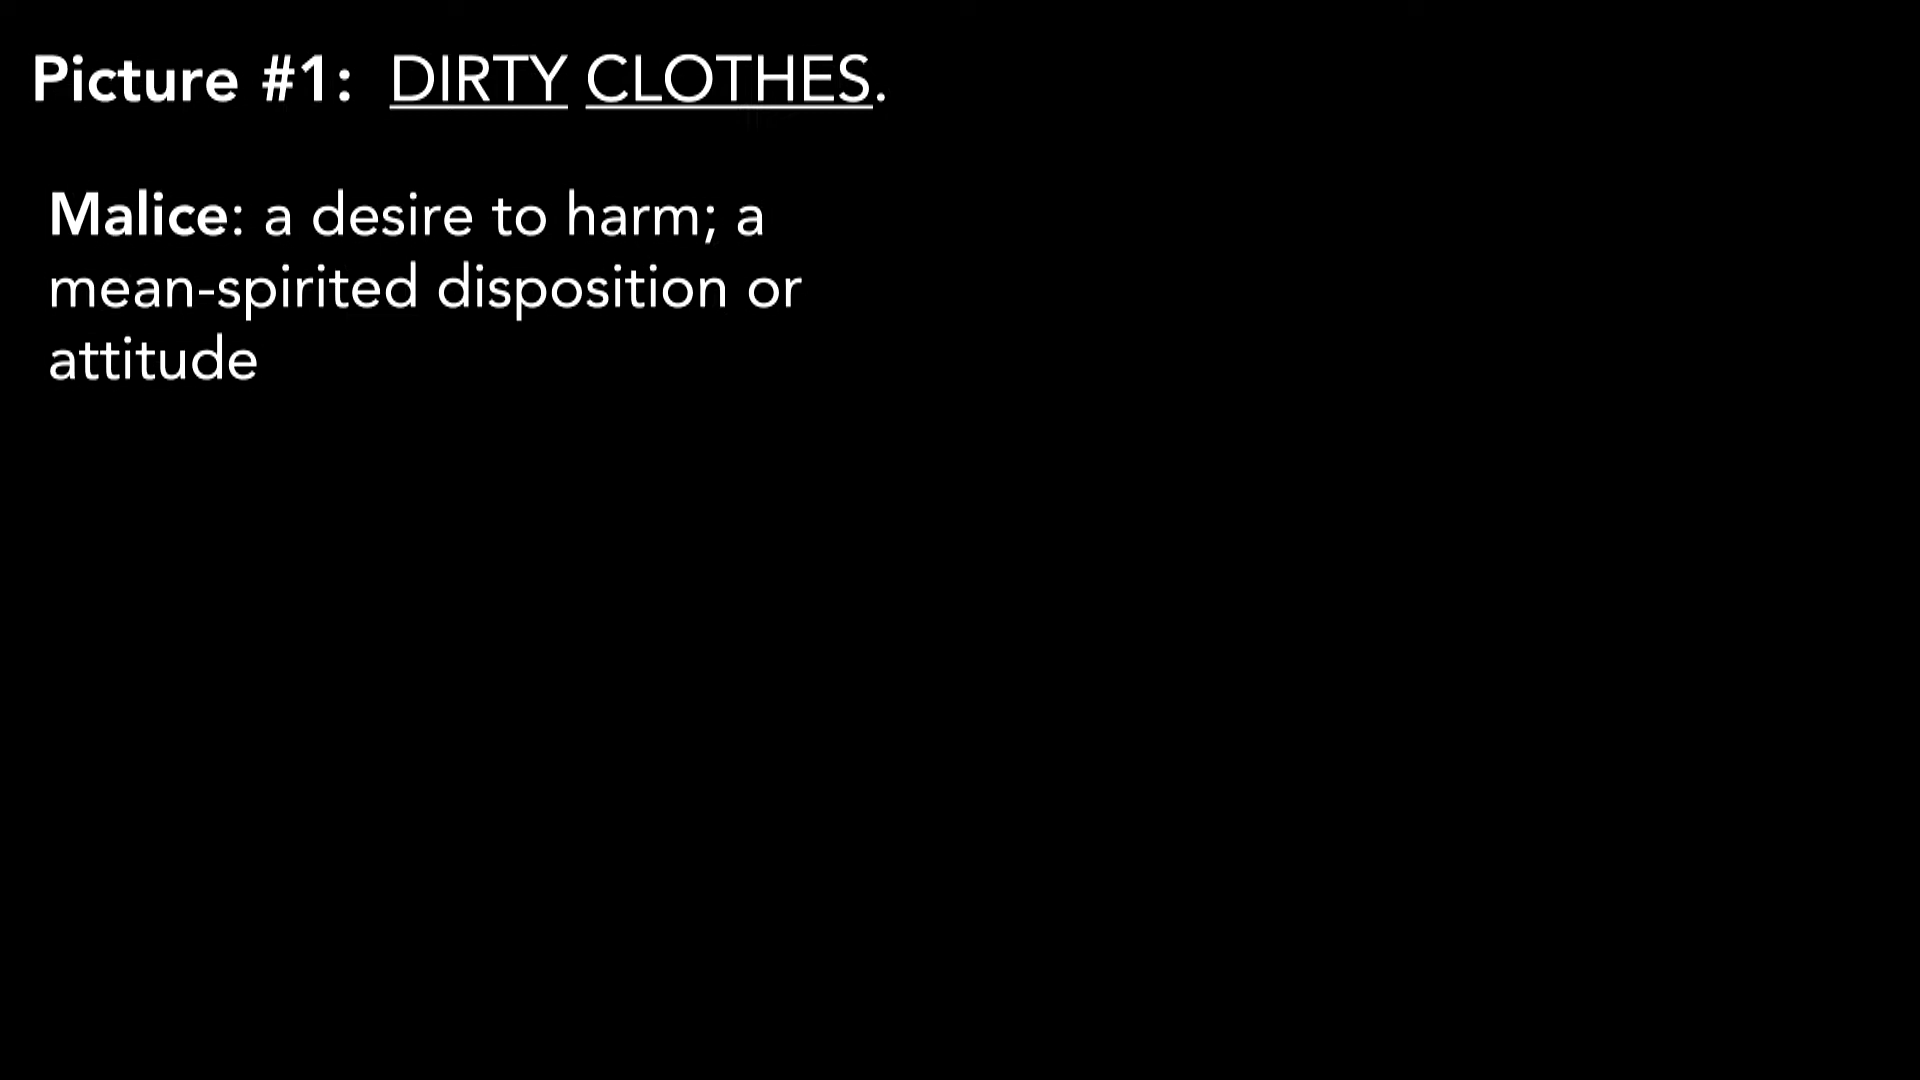 Picture #1: DIRTY CLOTHES.
Malice: a desire to harm; a
mean-spirited disposition or
attitude